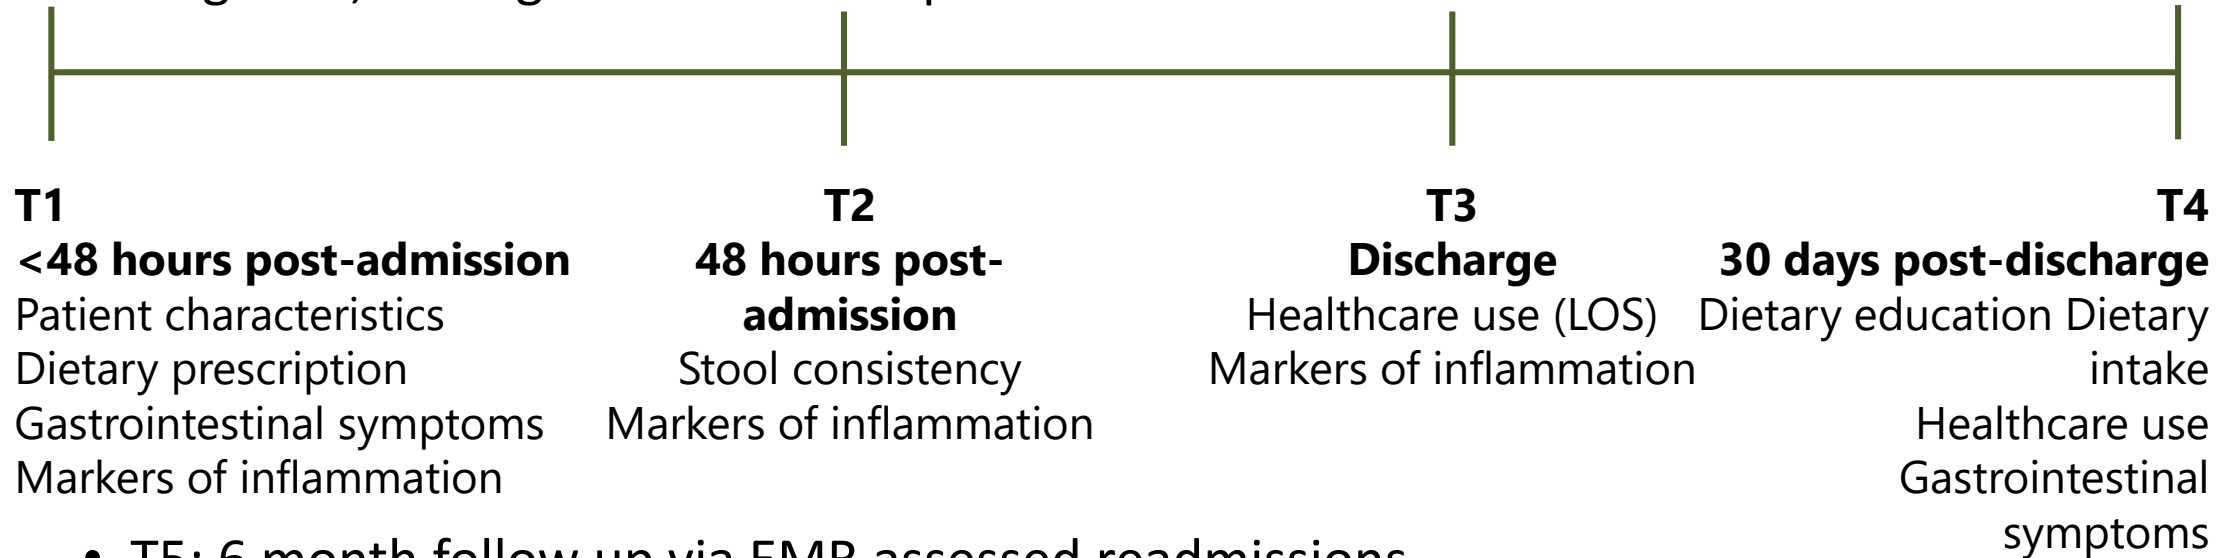 T1
<48 hours post-admission
Patient characteristics
Dietary prescription
Gastrointestinal symptoms
Markers of inflammation
T2
48 hours post-
admission
Stool consistency
Markers of inflammation
T3
Discharge
Healthcare use (LOS)
Markers of inflammation
T4
30 days post-discharge
Dietary education Dietary
intake
Healthcare use
Gastrointestinal
symptoms
• T5: 6 month follow up via EMR assessed readmissions